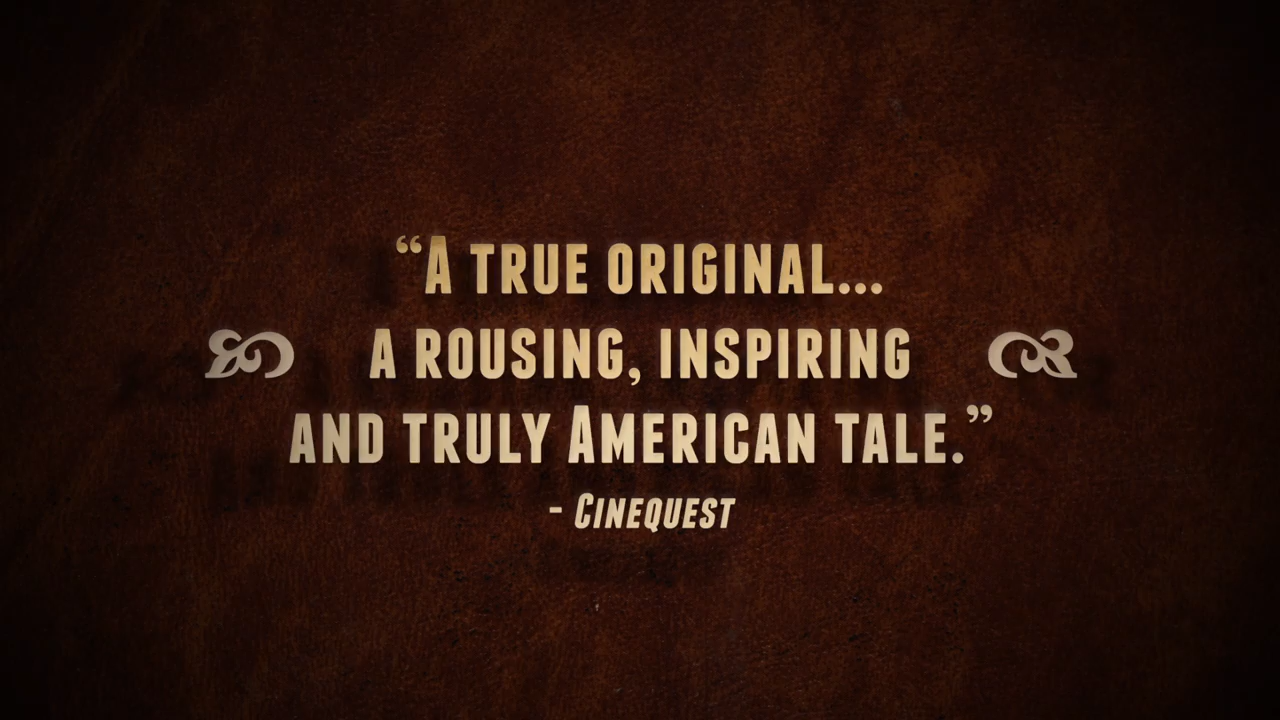 “A TRUE ORIGINAL...
A ROUSING, INSPIRING
AND TRULY AMERICAN TALE.”
- CINEQUEST